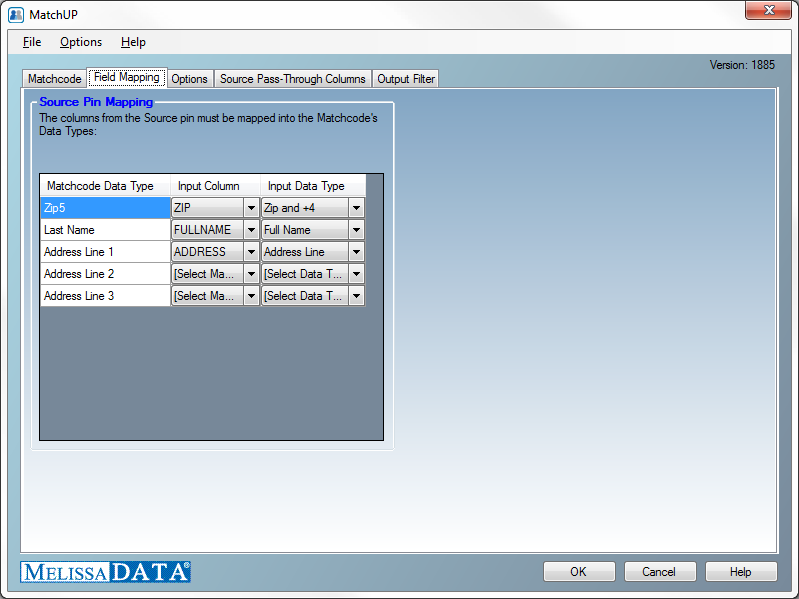 MatchUP
File Options Help
Version: 1885
Matchcode Field Mapping Options Source Pass-Through Columns Output Filter
Source Pin Mapping
The columns from the Source pin must be mapped into the Matchcode's
Data Types:
Matchcode Data Type Input Column Input Data Type
Zip5 ZIP Zip and +4
Last Name FULLNAME Full Name
Address Line 1 ADDRESS Address Line
Address Line 2 [Select Ma... [Select Data T...
Address Line 3 [Select Ma... [Select Data T...
MELISSA DATA® OK Cancel Help